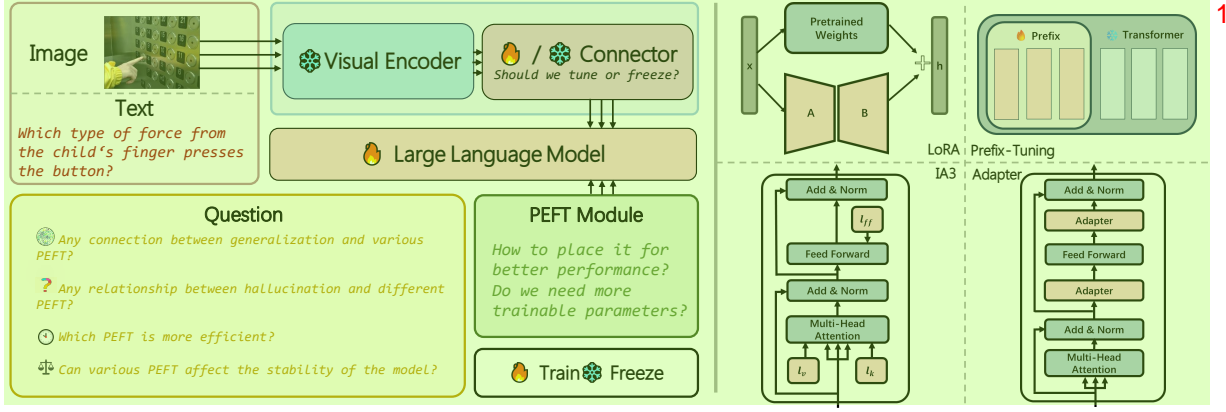 1
Image
Text
Which type of force from
the child's finger presses
the button?
Visual Encoder
/
Connector
Should we tune or freeze?
Large Language Model
Question
Any connection between generalization and various
PEFT?
Any relationship between hallucination and different
PEFT?
Which PEFT is more efficient?
Can various PEFT affect the stability of the model?
PEFT Module
How to place it for
better performance?
Do we need more
trainable parameters?
Train Freeze
Pretrained
Weights
x
h
A
B
LoRA
Prefix
Transformer
Prefix-Tuning
IA3
Add & Norm
l_ff
Feed Forward
Add & Norm
Multi-Head
Attention
l_v
l_k
Adapter
Add & Norm
Adapter
Feed Forward
Adapter
Add & Norm
Multi-Head
Attention